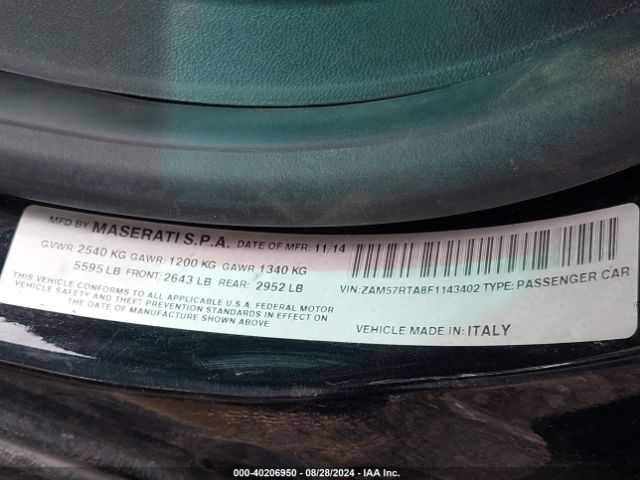 MFD BY MASERATI S.P.A. DATE OF MFR: 11/14
GVWR: 2540 KG GAWR: 1200 KG GAWR 1340 KG
5595 LB FRONT: 2643 LB REAR: 2952 LB
THIS VEHICLE CONFORMS TO ALL APPLICABLE U.S.A. FEDERAL MOTOR
VEHICLE SAFETY AND THEFT PREVENTION STANDARDS IN EFFECT ON
THE DATE OF MANUFACTURE SHOWN ABOVE
VIN:ZAM57RTA8F1143402 TYPE: PASSENGER CAR
VEHICLE MADE IN: ITALY
000-40206950 - 08/28/2024 - IAA Inc.